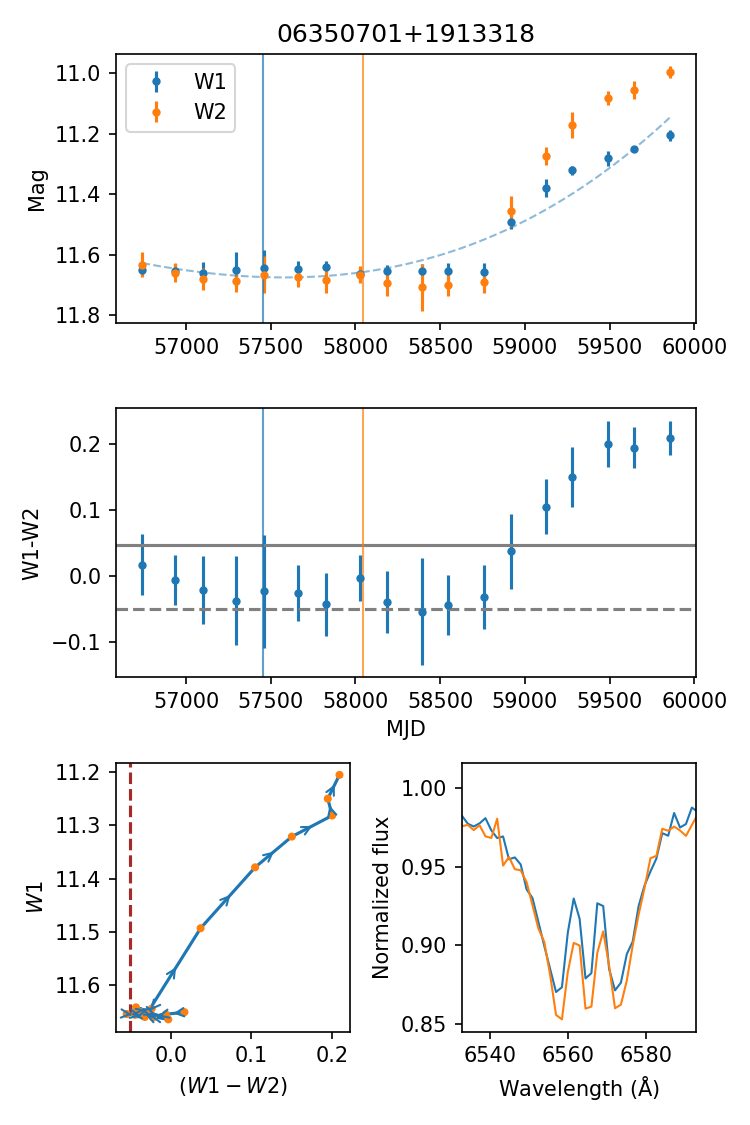 06350701+1913318
11.0
11.2
11.4
11.6
11.8
Mag
W1
W2
57000 57500 58000 58500 59000 59500 60000
0.2
0.1
0.0
−0.1
W1-W2
57000 57500 58000 58500 59000 59500 60000
MJD
11.2
11.3
11.4
11.5
11.6
W1
0.0 0.1 0.2
(W1 − W2)
1.00
0.95
0.90
0.85
Normalized flux
6540 6560 6580
Wavelength (Å)